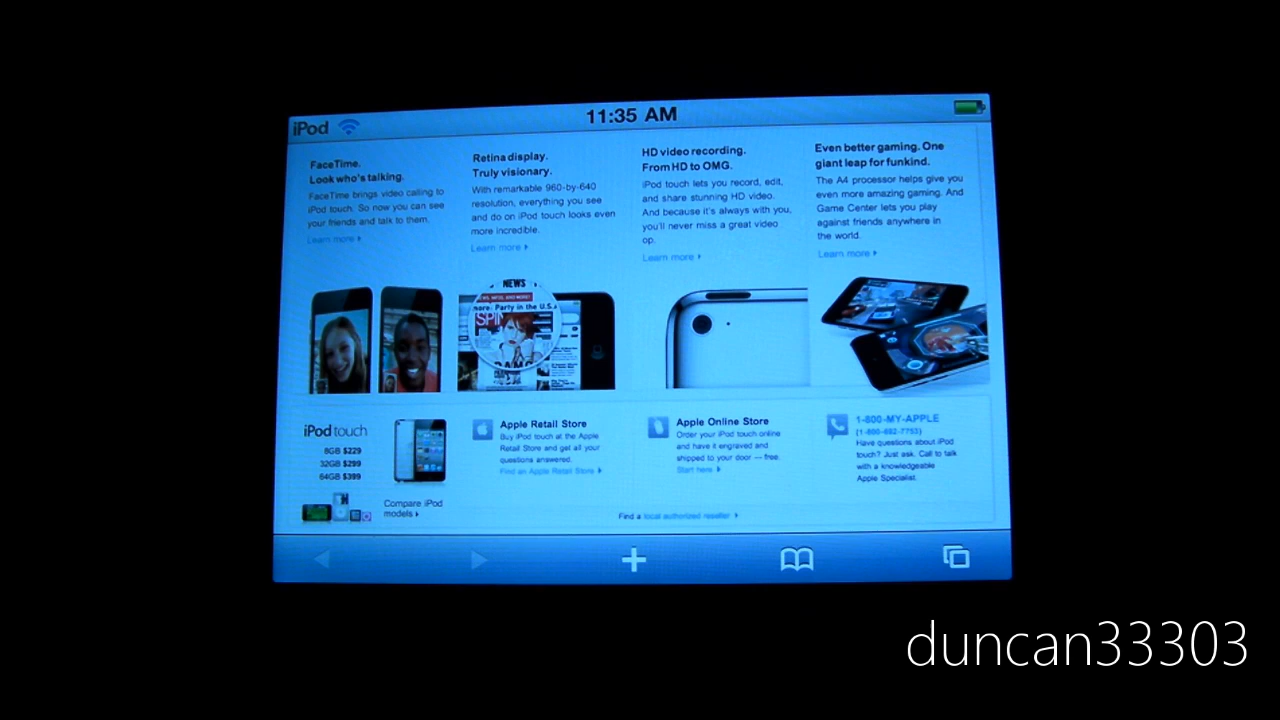 iPod
11:35 AM
FaceTime.
Look who's talking.
FaceTime brings video calling to
iPod touch. So now you can see
your friends and talk to them.
Learn more
Retina display.
Truly visionary.
With remarkable 960-by-640
resolution, everything you see
and do on iPod touch looks even
more incredible.
Learn more
HD video recording.
From HD to OMG.
iPod touch lets you record, edit,
and share stunning HD video.
And because it's always with you,
you'll never miss a great video
op.
Learn more
Even better gaming. One
giant leap for funkind.
The A4 processor helps give you
even more amazing gaming. And
Game Center lets you play
against friends anywhere in
the world.
Learn more
NEWS
more: Party in the U.S.
SPIN
iPod touch
8GB $229
32GB $299
64GB $399
Compare iPod
models
Apple Retail Store
Buy iPod touch at the Apple
Retail Store and get all your
questions answered.
Find an Apple Retail Store
Apple Online Store
Order your iPod touch online
and have it engraved and
shipped to your door — free.
Start here
1-800-MY-APPLE
(1-800-692-7753)
Have questions about iPod
touch? Just ask. Call to talk
with a knowledgeable
Apple Specialist.
Find a local authorized reseller
duncan33303